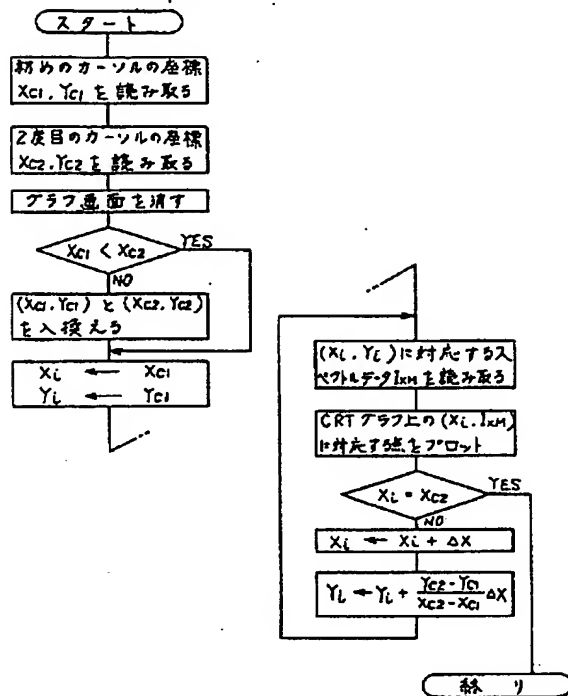 スタート
初めのカーソルの座標
XC1, YC1 を読み取る
2度目のカーソルの座標
XC2, YC2 を読み取る
グラフ画面を消す
XC1 < XC2
YES
NO
(XC1, YC1) と (XC2, YC2)
を入換える
Xi ← XC1
Yi ← YC1
(Xi, Yi) に対応するス
ペクトルデータ IXM を読み取る
CRT グラフ上の (Xi, IXM)
に対応する点をプロット
Xi = XC2
YES
NO
Xi ← Xi + ΔX
Yi ← Yi + (YC2 - YC1)/(XC2 - XC1) ΔX
終り